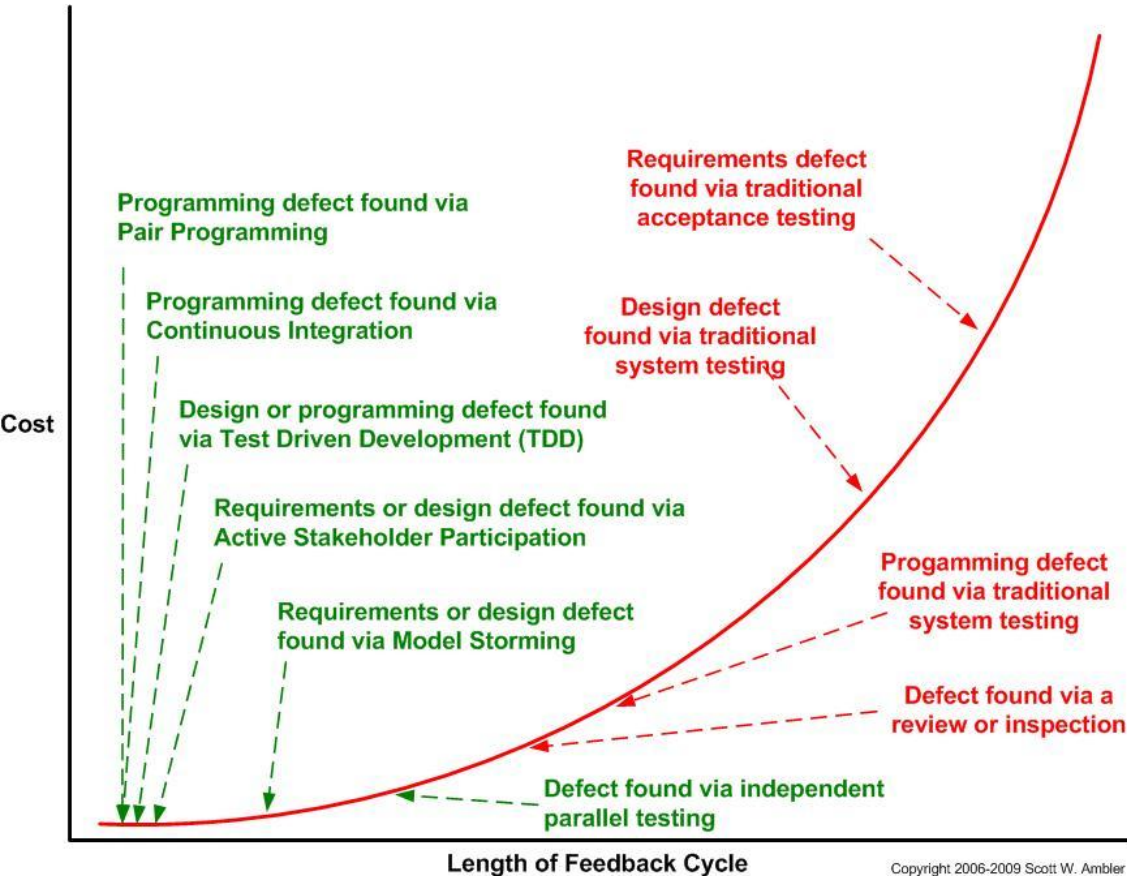 Requirements defect
found via traditional
acceptance testing
Programming defect found via
Pair Programming
Programming defect found via
Continuous Integration
Design defect
found via traditional
system testing
Design or programming defect found
via Test Driven Development (TDD)
Cost
Requirements or design defect found via
Active Stakeholder Participation
Progamming defect
found via traditional
system testing
Requirements or design defect
found via Model Storming
Defect found via a
review or inspection
Defect found via independent
parallel testing
Length of Feedback Cycle
Copyright 2006-2009 Scott W. Ambler